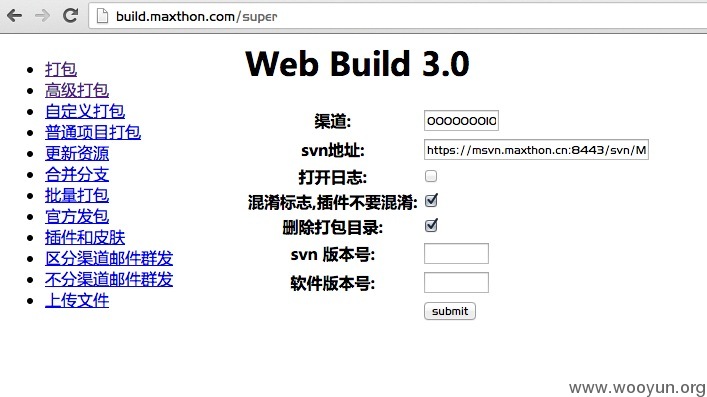 build.maxthon.com/super
Web Build 3.0
打包
高级打包
自定义打包
普通项目打包
更新资源
合并分支
批量打包
官方发包
插件和皮肤
区分渠道邮件群发
不分渠道邮件群发
上传文件
渠道:
svn地址: https://msvn.maxthon.cn:8443/svn/M
打开日志:
混淆标志,插件不要混淆:
删除打包目录:
svn 版本号:
软件版本号:
submit
www.wooyun.org